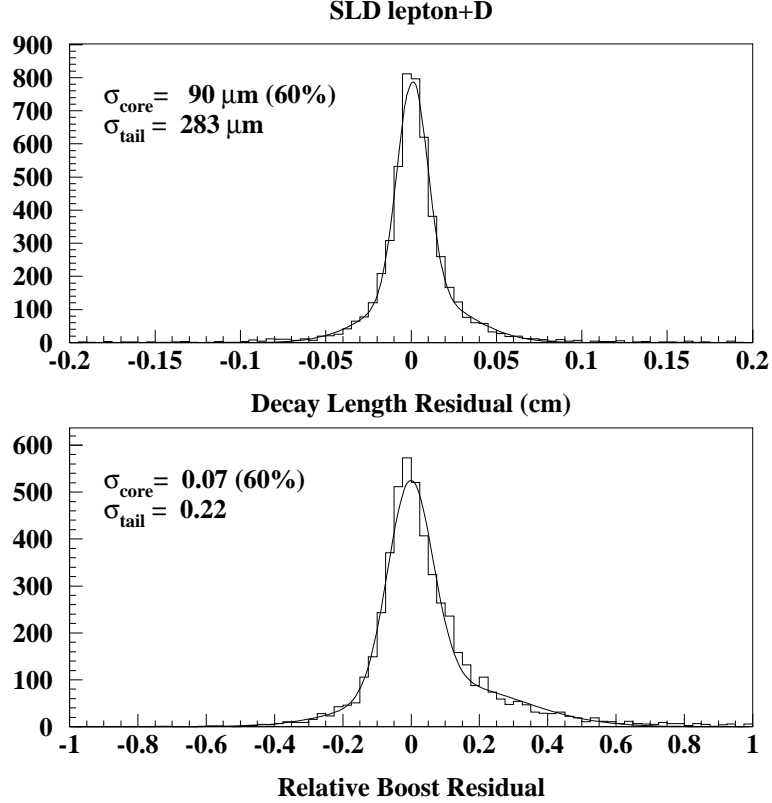 SLD lepton+D
900
800
700
600
500
400
300
200
100
0
σcore= 90 μm (60%)
σtail = 283 μm
-0.2 -0.15 -0.1 -0.05 0 0.05 0.1 0.15 0.2
Decay Length Residual (cm)
600
500
400
300
200
100
0
σcore= 0.07 (60%)
σtail = 0.22
-1 -0.8 -0.6 -0.4 -0.2 0 0.2 0.4 0.6 0.8 1
Relative Boost Residual